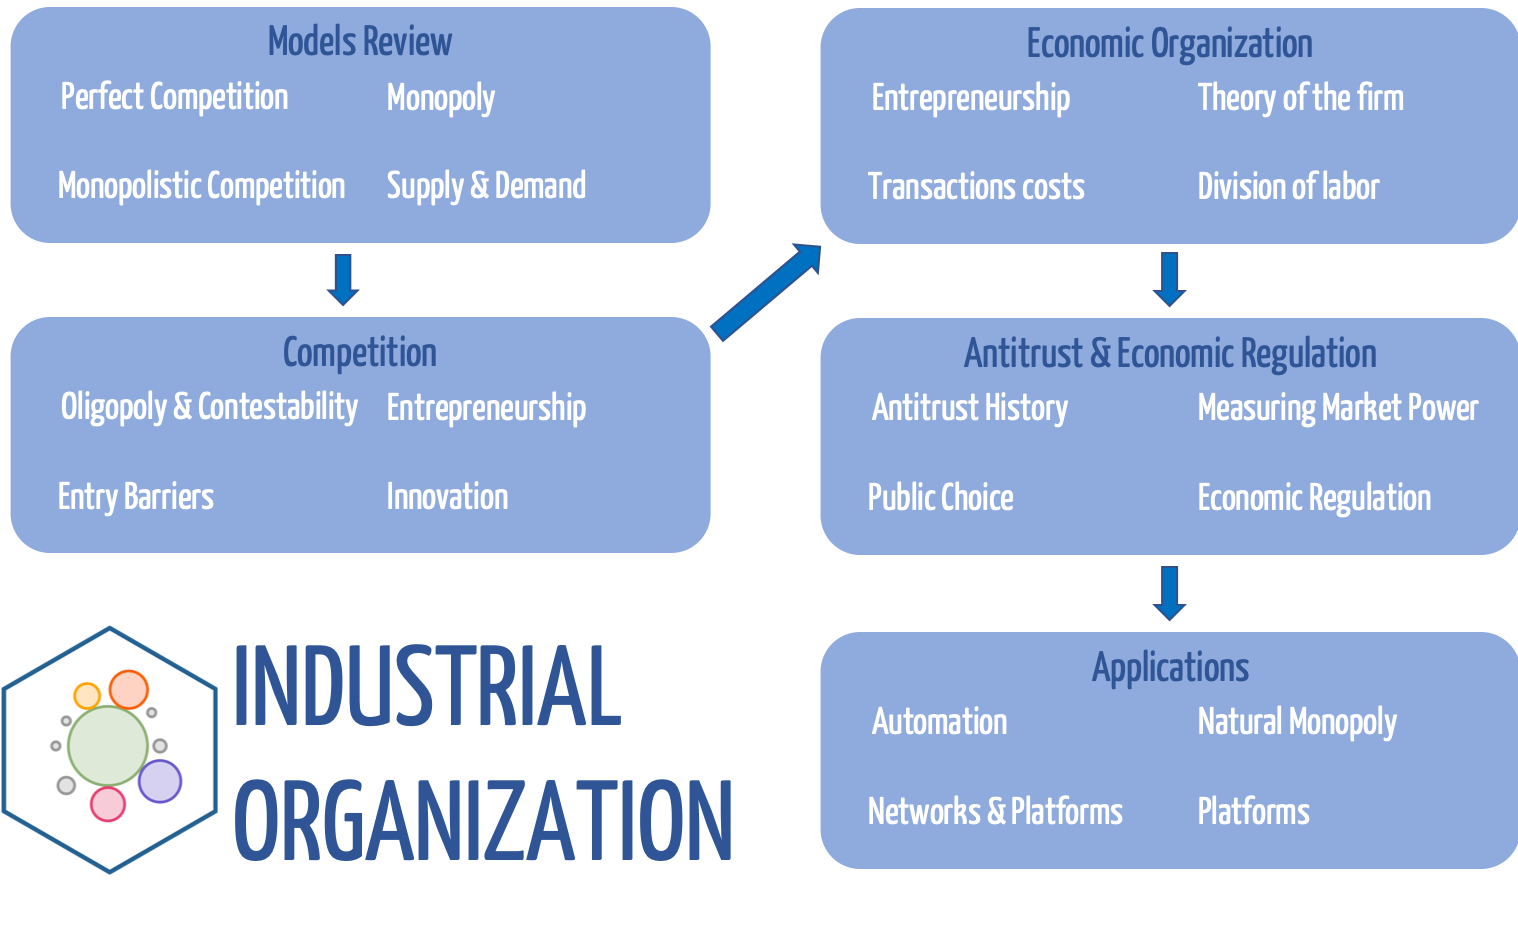 Models Review
Perfect Competition Monopoly
Monopolistic Competition Supply & Demand
Competition
Oligopoly & Contestability Entrepreneurship
Entry Barriers Innovation
Economic Organization
Entrepreneurship Theory of the firm
Transactions costs Division of labor
Antitrust & Economic Regulation
Antitrust History Measuring Market Power
Public Choice Economic Regulation
Applications
Automation Natural Monopoly
Networks & Platforms Platforms
INDUSTRIAL
ORGANIZATION